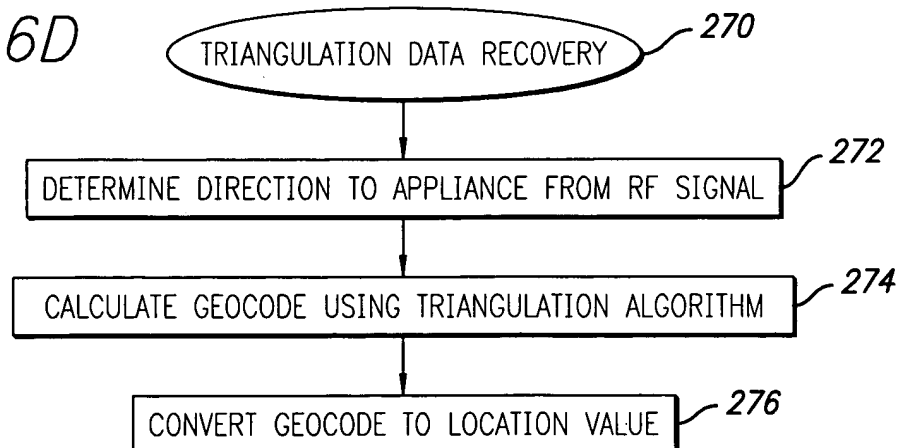 6D
TRIANGULATION DATA RECOVERY
270
DETERMINE DIRECTION TO APPLIANCE FROM RF SIGNAL
272
CALCULATE GEOCODE USING TRIANGULATION ALGORITHM
274
CONVERT GEOCODE TO LOCATION VALUE
276